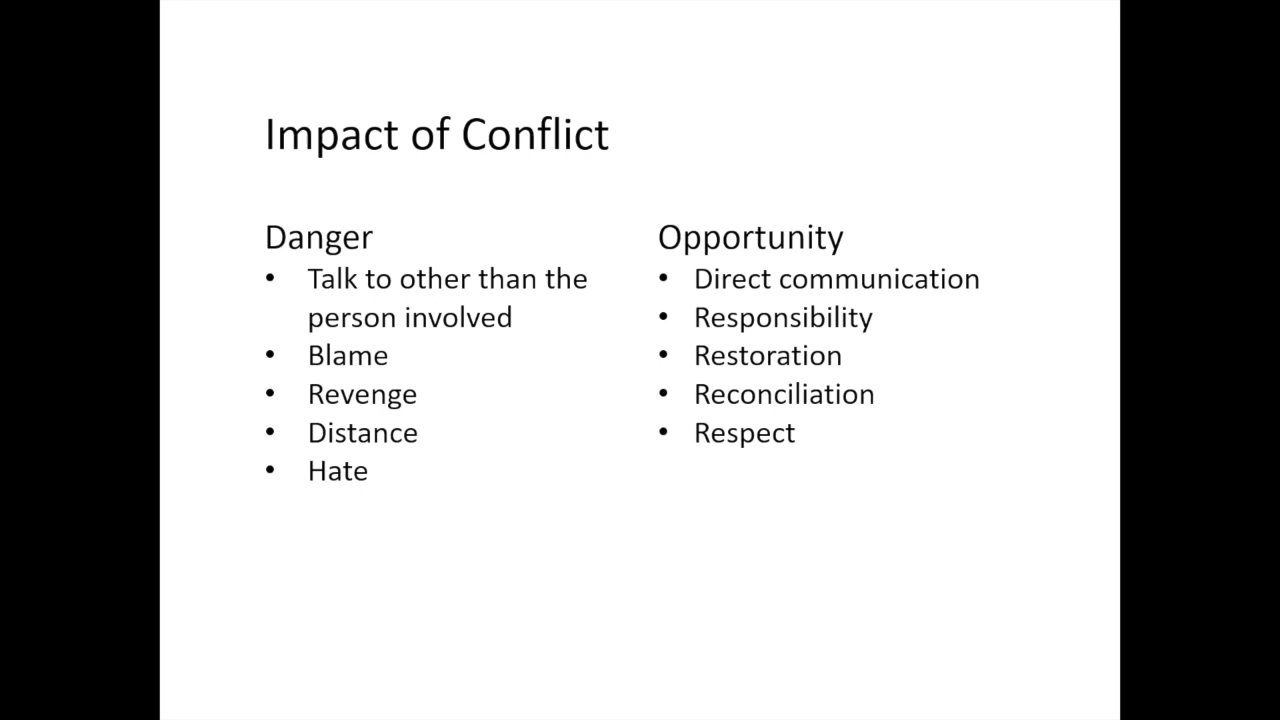 Impact of Conflict
Danger
• Talk to other than the
person involved
• Blame
• Revenge
• Distance
• Hate
Opportunity
• Direct communication
• Responsibility
• Restoration
• Reconciliation
• Respect